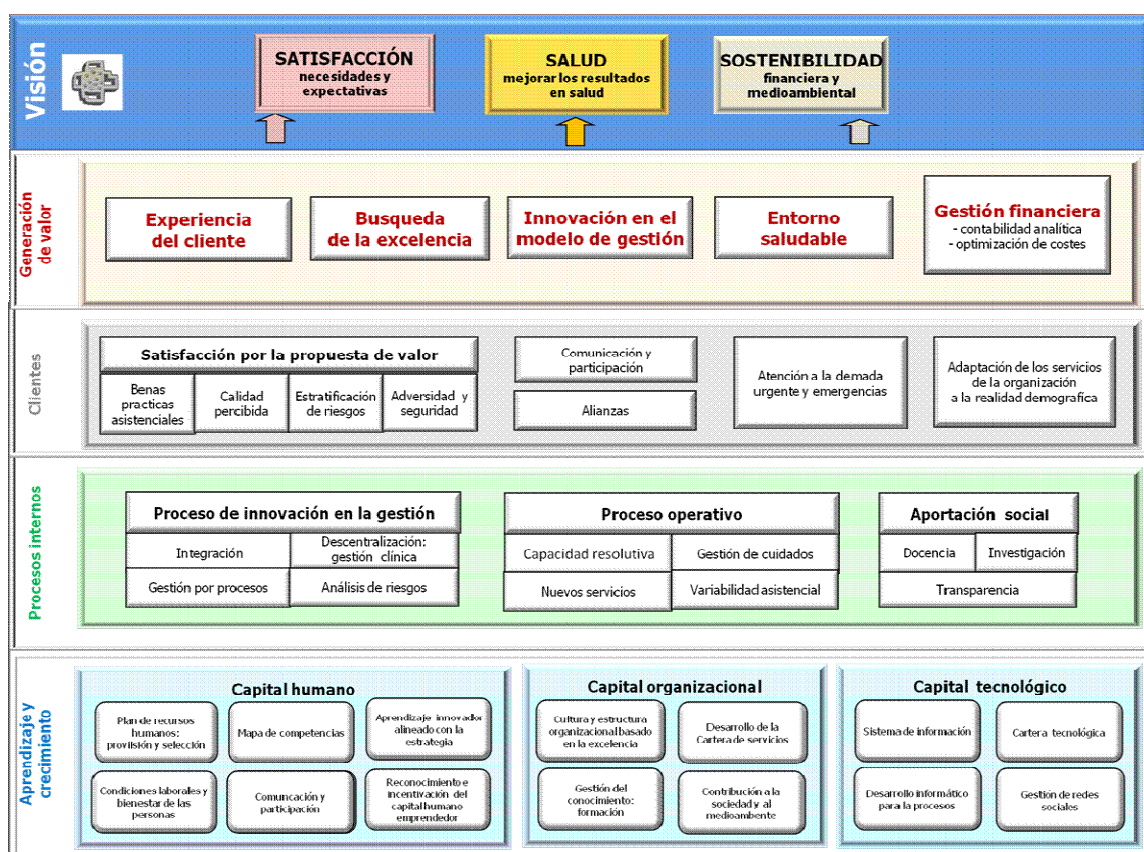 Visión
SATISFACCIÓN
necesidades y
expectativas
SALUD
mejorar los resultados
en salud
SOSTENIBILIDAD
financiera y
medioambiental
Generación
de valor
Experiencia
del cliente
Busqueda
de la excelencia
Innovación en el
modelo de gestión
Entorno
saludable
Gestión financiera
- contabilidad analítica
- optimización de costes
Clientes
Satisfacción por la propuesta de valor
Benas
practicas
asistenciales
Calidad
percibida
Estratificación
de riesgos
Adversidad y
seguridad
Comunicación y
participación
Alianzas
Atención a la demada
urgente y emergencias
Adaptación de los servicios
de la organización
a la realidad demografica
Procesos internos
Proceso de innovación en la gestión
Integración
Descentralización:
gestión clínica
Gestión por procesos
Análisis de riesgos
Proceso operativo
Capacidad resolutiva
Gestión de cuidados
Nuevos servicios
Variabilidad asistencial
Aportación social
Docencia
Investigación
Transparencia
Aprendizaje y
crecimiento
Capital humano
Plan de recursos
humanos:
provisión y selección
Mapa de competencias
Aprendizaje innovador
alineado con la
estrategia
Condiciones laborales y
bienestar de las
personas
Comuncación y
participación
Reconocimiento e
incentivación del
capital humano
emprendedor
Capital organizacional
Cultura y estructura
organizacional basado
en la excelencia
Desarrollo de la
Cartera de servicios
Gestión del
conocimiento:
formación
Contribución a la
sociedad y al
medioambente
Capital tecnológico
Sistema de información
Cartera tecnológica
Desarrollo informático
para la procesos
Gestión de redes
sociales